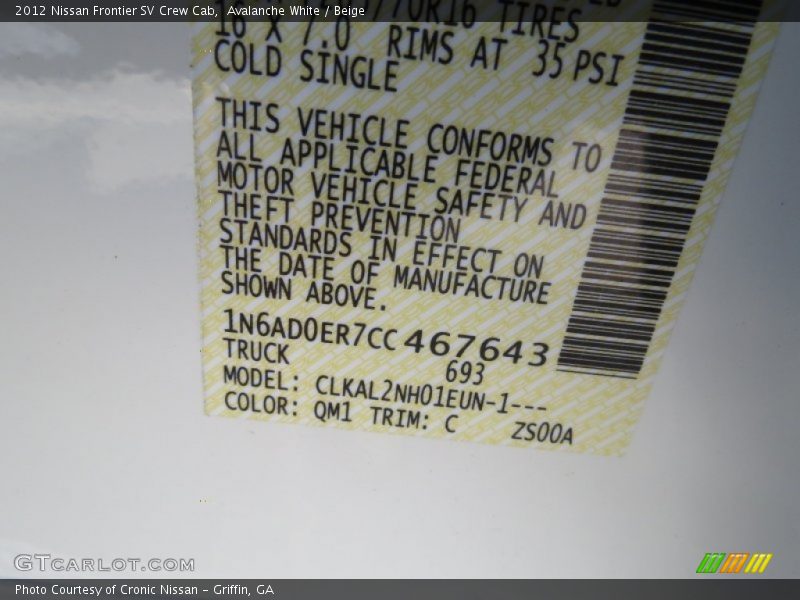 2012 Nissan Frontier SV Crew Cab, Avalanche White / Beige
TIRES
16 X 7.0 RIMS AT 35 PSI
COLD SINGLE
THIS VEHICLE CONFORMS TO
ALL APPLICABLE FEDERAL
MOTOR VEHICLE SAFETY AND
THEFT PREVENTION
STANDARDS IN EFFECT ON
THE DATE OF MANUFACTURE
SHOWN ABOVE.
1N6AD0ER7CC467643
TRUCK 693
MODEL: CLKAL2NH01EUN-1---
COLOR: QM1 TRIM: C ZS00A
GTCARLOT.COM
Photo Courtesy of Cronic Nissan - Griffin, GA